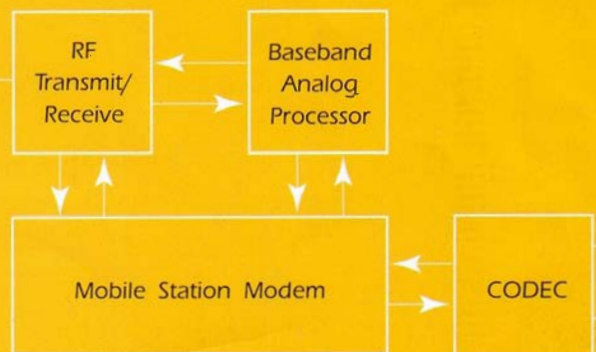 RF
Transmit/
Receive
Baseband
Analog
Processor
Mobile Station Modem
CODEC